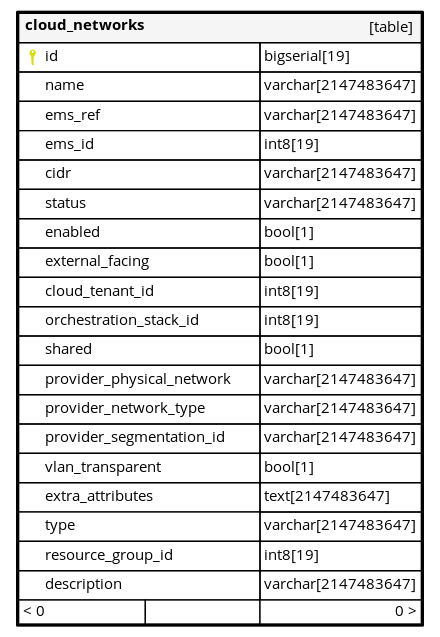 cloud_networks [table]
id bigserial[19]
name varchar[2147483647]
ems_ref varchar[2147483647]
ems_id int8[19]
cidr varchar[2147483647]
status varchar[2147483647]
enabled bool[1]
external_facing bool[1]
cloud_tenant_id int8[19]
orchestration_stack_id int8[19]
shared bool[1]
provider_physical_network varchar[2147483647]
provider_network_type varchar[2147483647]
provider_segmentation_id varchar[2147483647]
vlan_transparent bool[1]
extra_attributes text[2147483647]
type varchar[2147483647]
resource_group_id int8[19]
description varchar[2147483647]
< 0 0 >